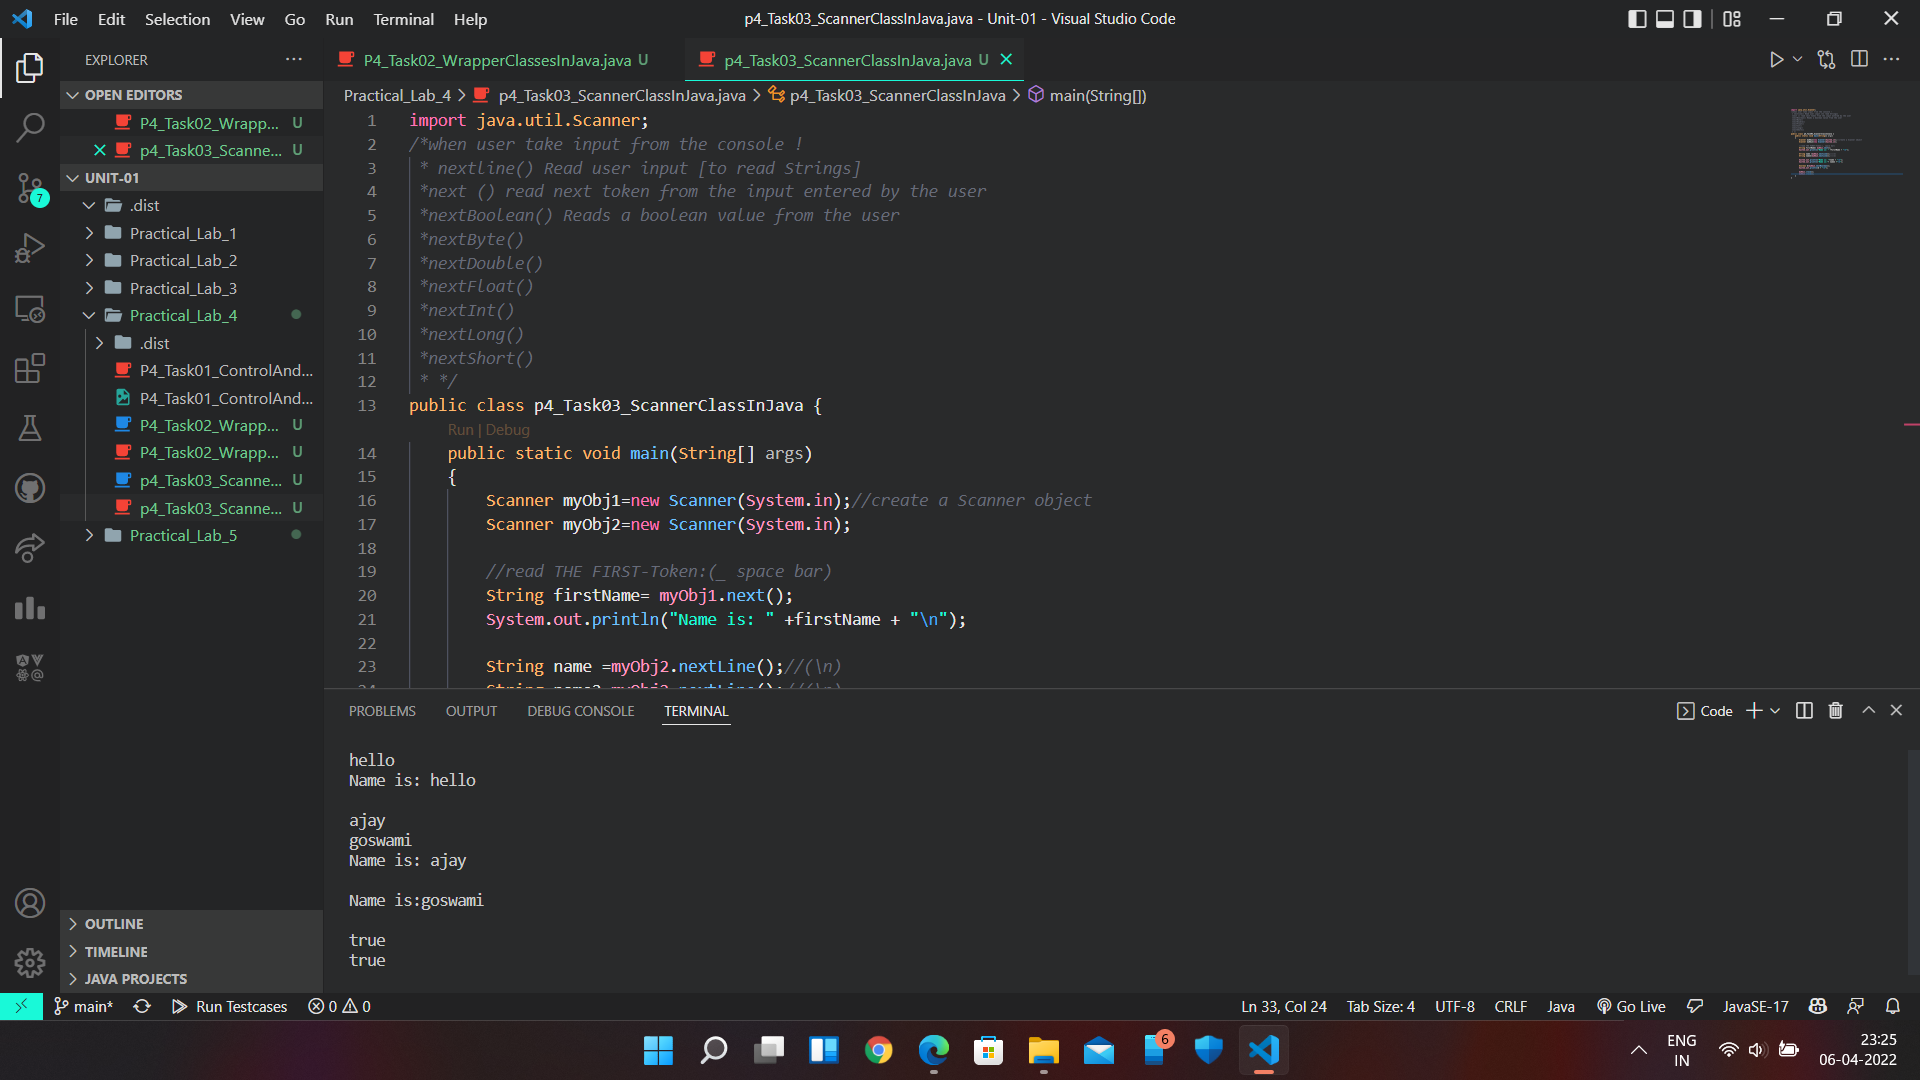 File Edit Selection View Go Run Terminal Help
p4_Task03_ScannerClassInJava.java - Unit-01 - Visual Studio Code
EXPLORER
OPEN EDITORS
P4_Task02_Wrapp... U
p4_Task03_Scanne... U
UNIT-01
.dist
Practical_Lab_1
Practical_Lab_2
Practical_Lab_3
Practical_Lab_4
.dist
P4_Task01_ControlAnd...
P4_Task01_ControlAnd...
P4_Task02_Wrapp... U
P4_Task02_Wrapp... U
p4_Task03_Scanne... U
p4_Task03_Scanne... U
Practical_Lab_5
OUTLINE
TIMELINE
JAVA PROJECTS
7
P4_Task02_WrapperClassesInJava.java U
p4_Task03_ScannerClassInJava.java U
Practical_Lab_4 > p4_Task03_ScannerClassInJava.java > p4_Task03_ScannerClassInJava > main(String[])
1 import java.util.Scanner;
2 /*when user take input from the console !
3 * nextline() Read user input [to read Strings]
4 *next () read next token from the input entered by the user
5 *nextBoolean() Reads a boolean value from the user
6 *nextByte()
7 *nextDouble()
8 *nextFloat()
9 *nextInt()
10 *nextLong()
11 *nextShort()
12 * */
13 public class p4_Task03_ScannerClassInJava {
Run | Debug
14 public static void main(String[] args)
15 {
16 Scanner myObj1=new Scanner(System.in);//create a Scanner object
17 Scanner myObj2=new Scanner(System.in);
18
19 //read THE FIRST-Token:(_ space bar)
20 String firstName= myObj1.next();
21 System.out.println("Name is: " +firstName + "\n");
22
23 String name =myObj2.nextLine();//(\n)
PROBLEMS OUTPUT DEBUG CONSOLE TERMINAL
Code
hello
Name is: hello
ajay
goswami
Name is: ajay
Name is:goswami
true
true
main* Run Testcases 0 0
Ln 33, Col 24 Tab Size: 4 UTF-8 CRLF Java Go Live JavaSE-17
6
ENG
IN
23:25
06-04-2022